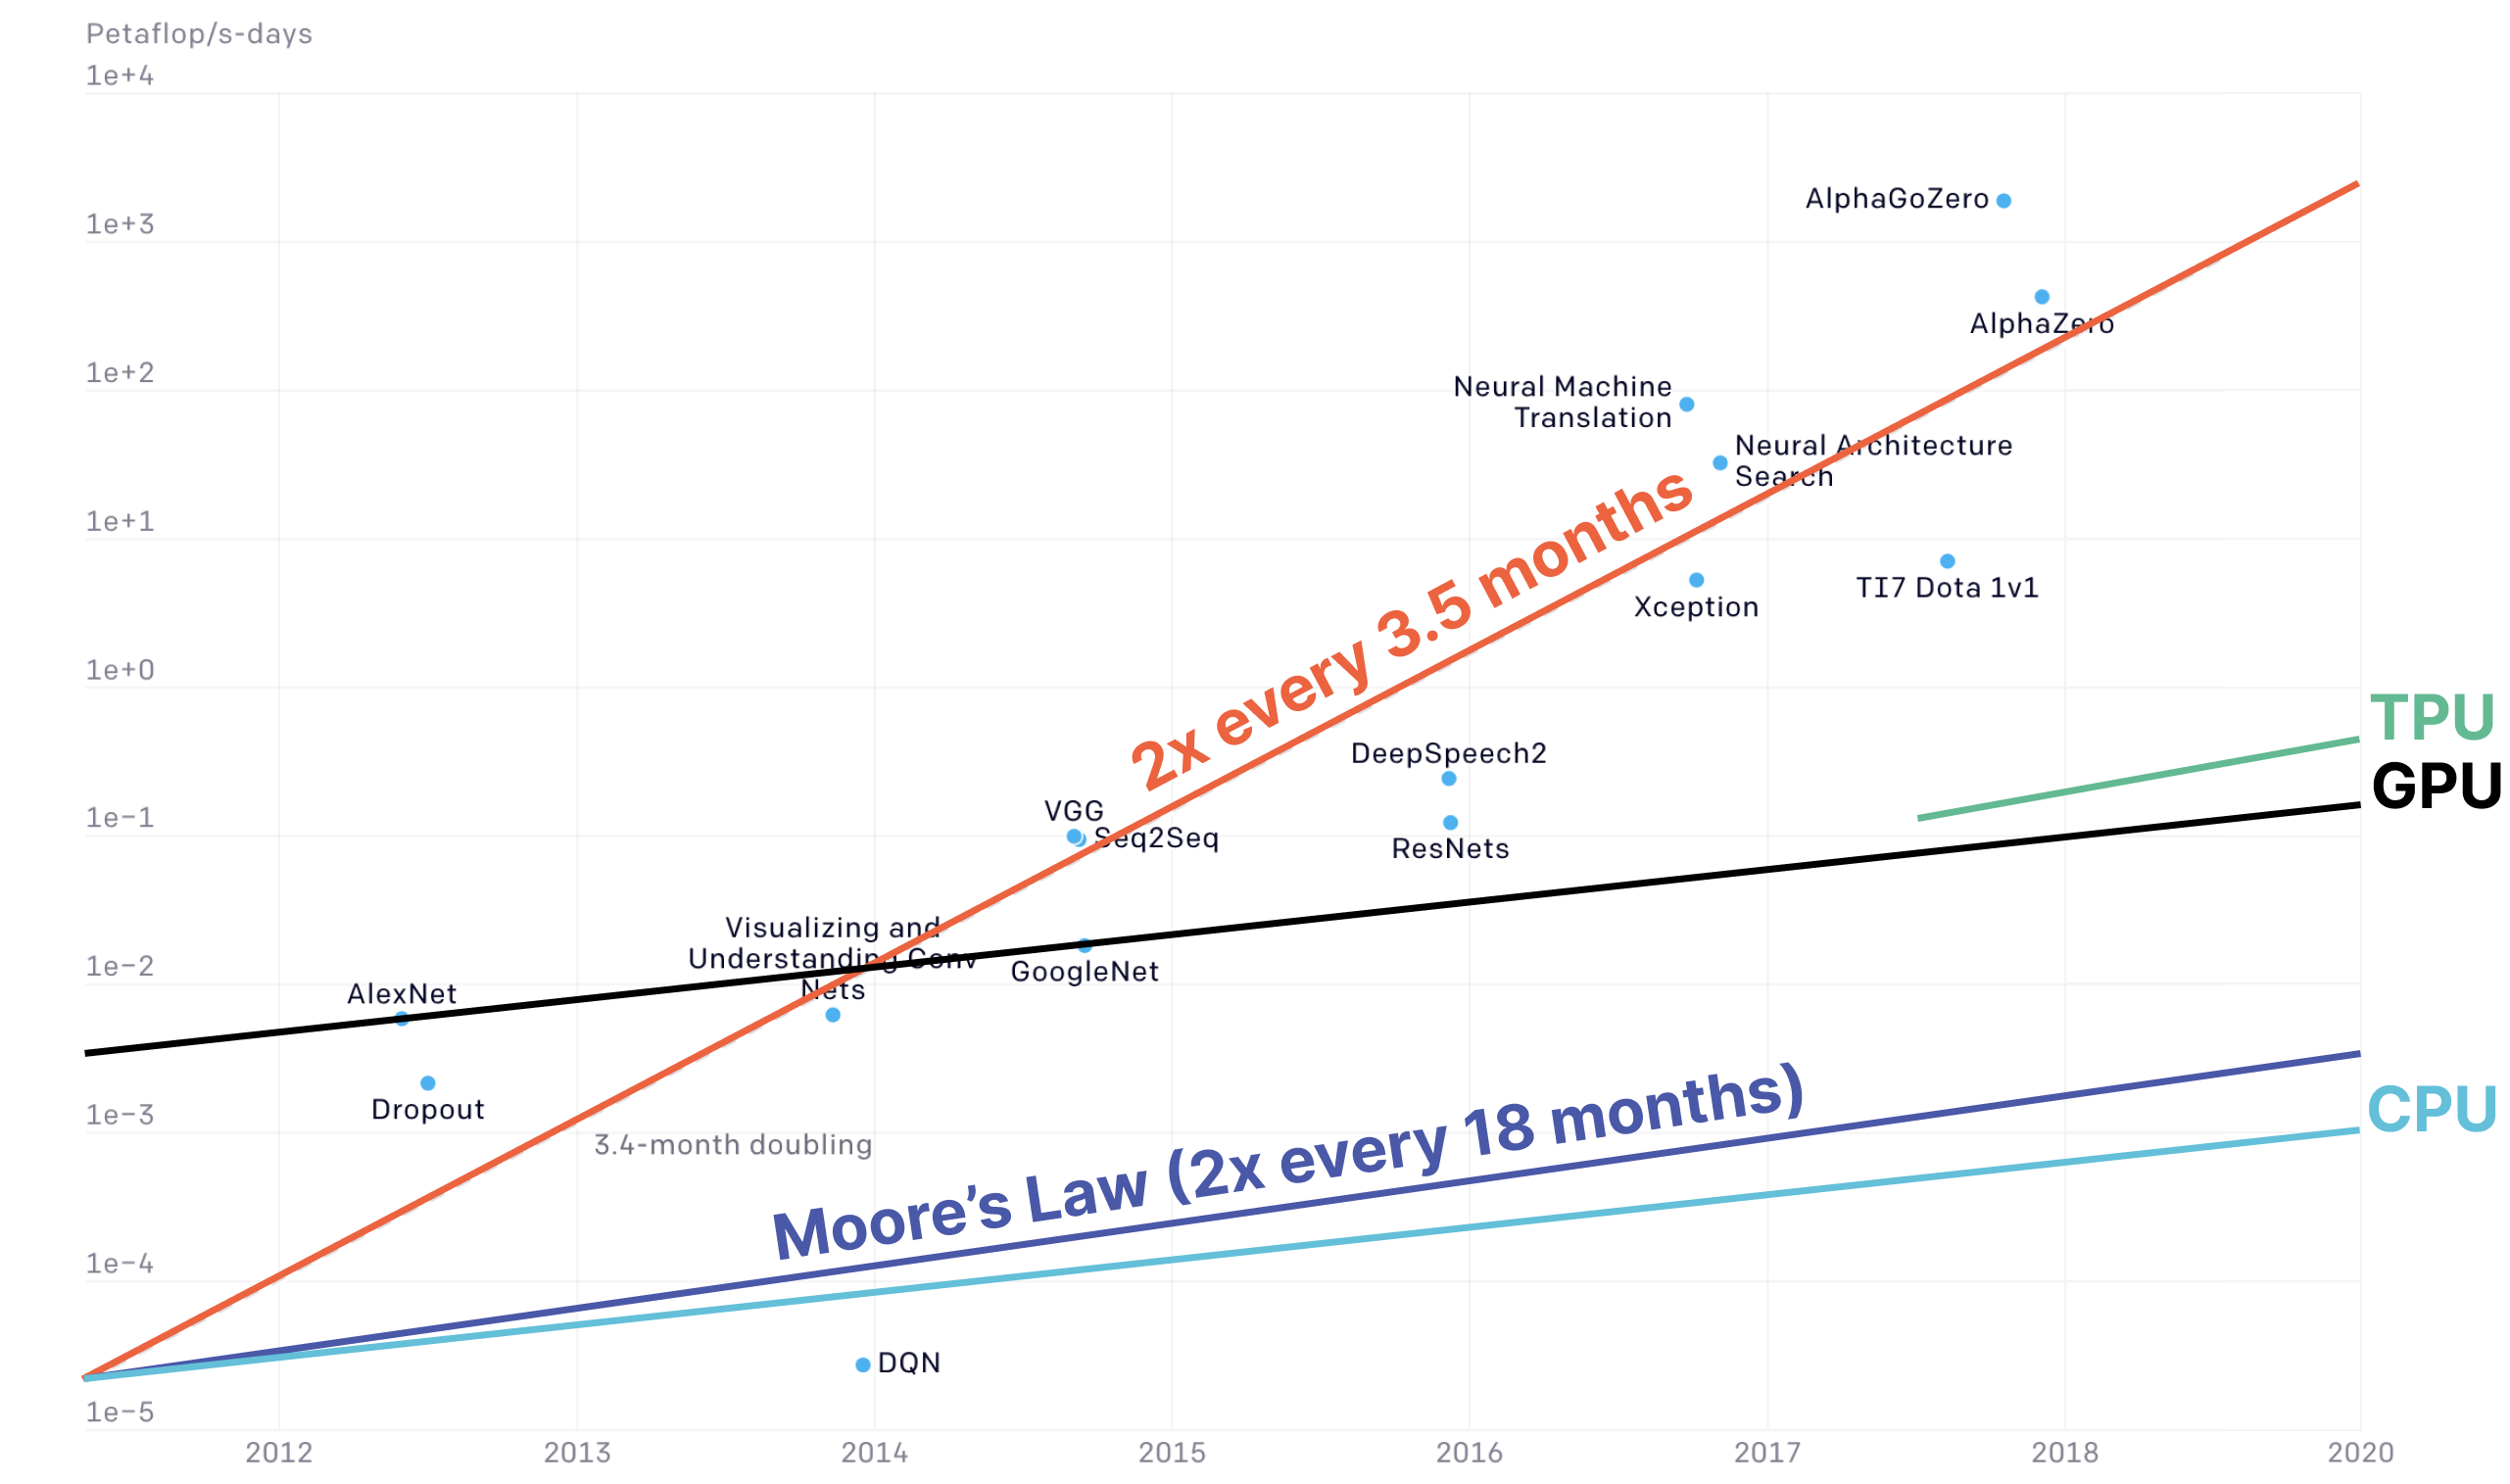 Petaflop/s-days
1e+4
AlphaGoZero
1e+3
AlphaZero
1e+2
Neural Machine
Translation
Neural Architecture
Search
1e+1
2x every 3.5 months
TI7 Dota 1v1
Xception
1e+0
TPU
DeepSpeech2
GPU
VGG
1e-1
Seq2Seq
ResNets
Visualizing and
Understanding Conv
Nets
1e-2
GoogleNet
AlexNet
Dropout
1e-3
CPU
3.4-month doubling
Moore's Law (2x every 18 months)
1e-4
DQN
1e-5
2012 2013 2014 2015 2016 2017 2018 2020